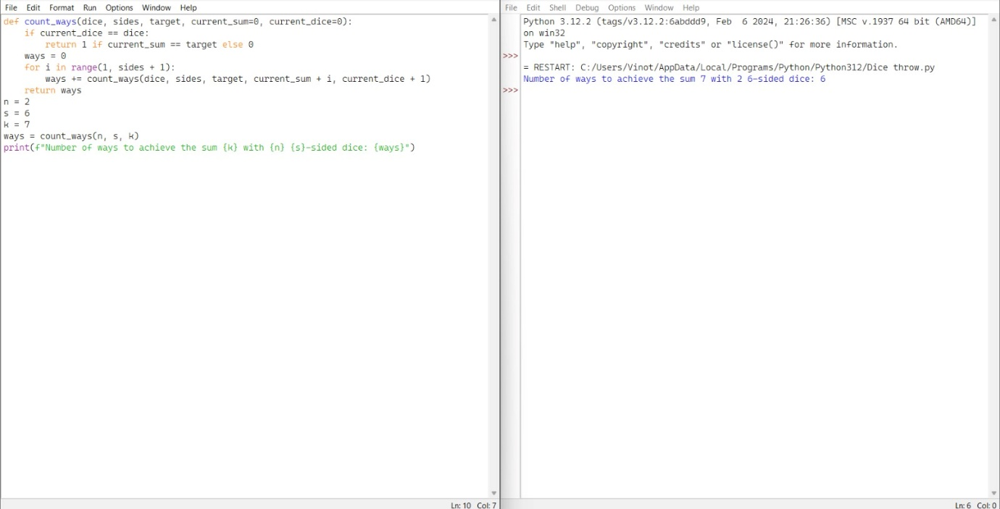 File Edit Format Run Options Window Help
def count_ways(dice, sides, target, current_sum=0, current_dice=0):
    if current_dice == dice:
        return 1 if current_sum == target else 0
    ways = 0
    for i in range(1, sides + 1):
        ways += count_ways(dice, sides, target, current_sum + i, current_dice + 1)
    return ways
n = 2
s = 6
k = 7
ways = count_ways(n, s, k)
print(f"Number of ways to achieve the sum {k} with {n} {s}-sided dice: {ways}")
Ln: 10 Col: 7
File Edit Shell Debug Options Window Help
Python 3.12.2 (tags/v3.12.2:6abddd9, Feb  6 2024, 21:26:36) [MSC v.1937 64 bit (AMD64)]
on win32
Type "help", "copyright", "credits" or "license()" for more information.
>>>
= RESTART: C:/Users/Vinot/AppData/Local/Programs/Python/Python312/Dice throw.py
Number of ways to achieve the sum 7 with 2 6-sided dice: 6
>>>
Ln: 6 Col: 0